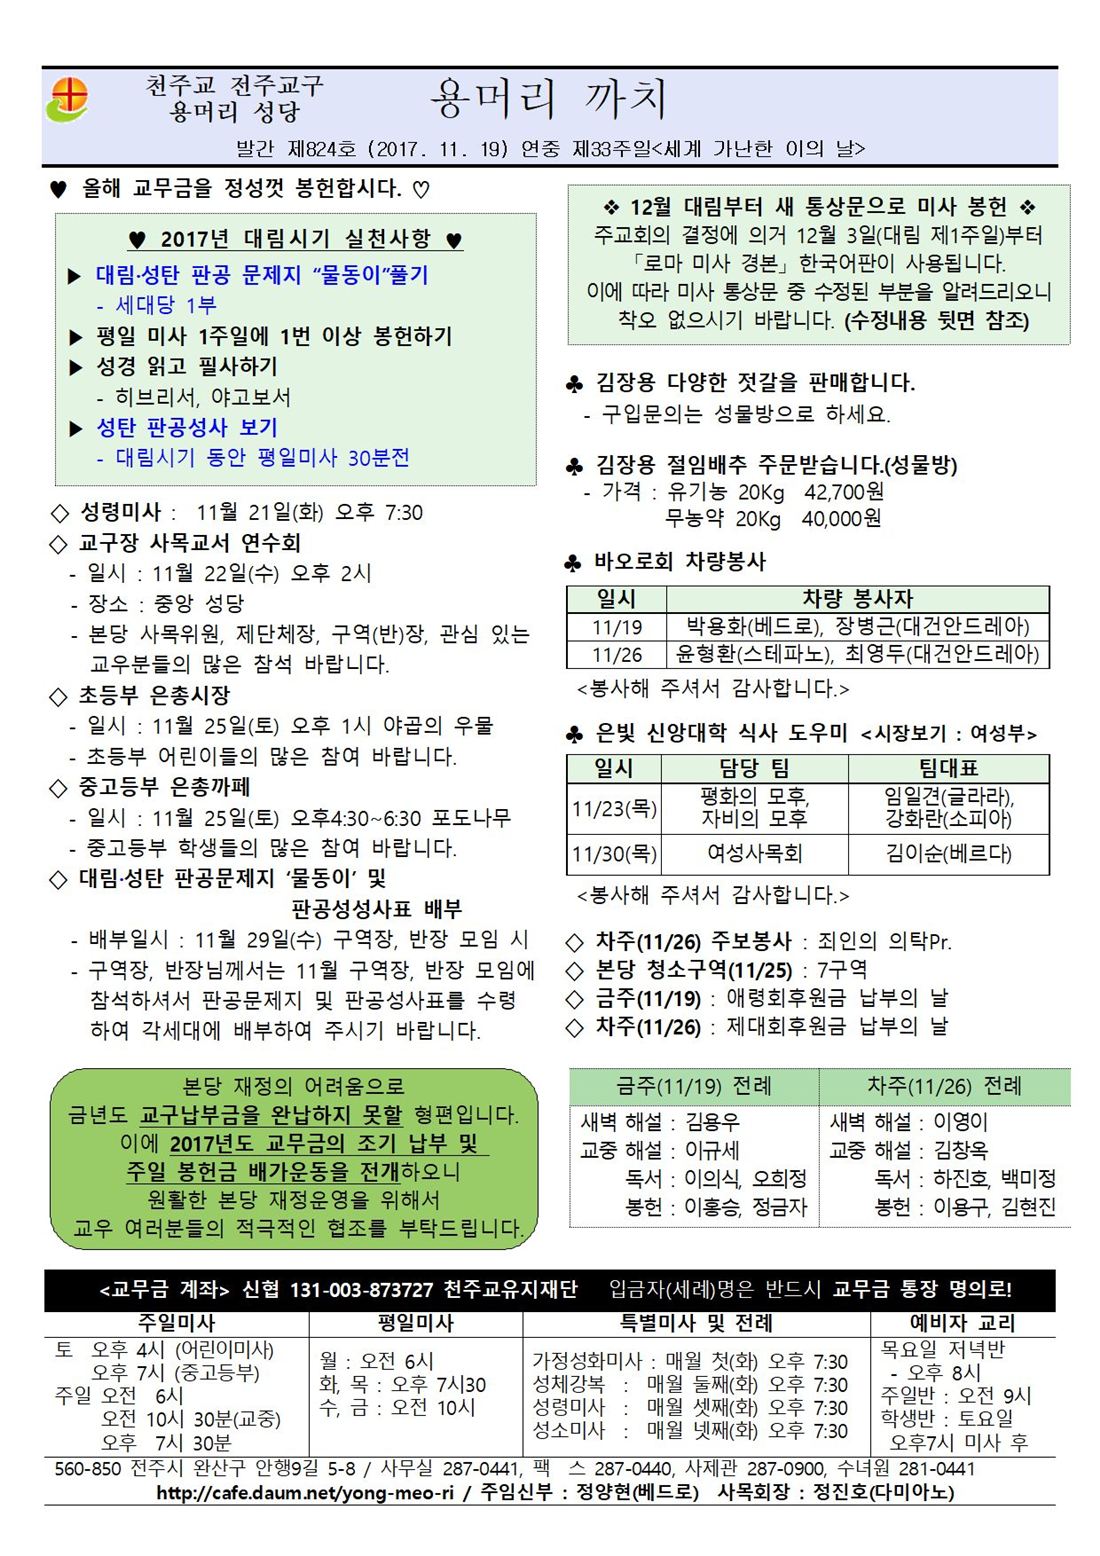 천주교 전주교구
용머리 성당
용머리 까치
발간 제824호 (2017. 11. 19) 연중 제33주일<세계 가난한 이의 날>
♥ 올해 교무금을 정성껏 봉헌합시다. ♡
♥ 2017년 대림시기 실천사항 ♥
▶ 대림·성탄 판공 문제지 “물동이”풀기
- 세대당 1부
▶ 평일 미사 1주일에 1번 이상 봉헌하기
▶ 성경 읽고 필사하기
- 히브리서, 야고보서
▶ 성탄 판공성사 보기
- 대림시기 동안 평일미사 30분전
◇ 성령미사 : 11월 21일(화) 오후 7:30
◇ 교구장 사목교서 연수회
- 일시 : 11월 22일(수) 오후 2시
- 장소 : 중앙 성당
- 본당 사목위원, 제단체장, 구역(반)장, 관심 있는
교우분들의 많은 참석 바랍니다.
◇ 초등부 은총시장
- 일시 : 11월 25일(토) 오후 1시 야곱의 우물
- 초등부 어린이들의 많은 참여 바랍니다.
◇ 중고등부 은총까페
- 일시 : 11월 25일(토) 오후4:30~6:30 포도나무
- 중고등부 학생들의 많은 참여 바랍니다.
◇ 대림·성탄 판공문제지 ‘물동이’ 및
판공성성사표 배부
- 배부일시 : 11월 29일(수) 구역장, 반장 모임 시
- 구역장, 반장님께서는 11월 구역장, 반장 모임에
참석하셔서 판공문제지 및 판공성사표를 수령
하여 각세대에 배부하여 주시기 바랍니다.
본당 재정의 어려움으로
금년도 교구납부금을 완납하지 못할 형편입니다.
이에 2017년도 교무금의 조기 납부 및
주일 봉헌금 배가운동을 전개하오니
원활한 본당 재정운영을 위해서
교우 여러분들의 적극적인 협조를 부탁드립니다.
❖ 12월 대림부터 새 통상문으로 미사 봉헌 ❖
주교회의 결정에 의거 12월 3일(대림 제1주일)부터
「로마 미사 경본」한국어판이 사용됩니다.
이에 따라 미사 통상문 중 수정된 부분을 알려드리오니
착오 없으시기 바랍니다. (수정내용 뒷면 참조)
♣ 김장용 다양한 젓갈을 판매합니다.
- 구입문의는 성물방으로 하세요.
♣ 김장용 절임배추 주문받습니다.(성물방)
- 가격 : 유기농 20Kg 42,700원
무농약 20Kg 40,000원
♣ 바오로회 차량봉사
일시 차량 봉사자
11/19 박용화(베드로), 장병근(대건안드레아)
11/26 윤형환(스테파노), 최영두(대건안드레아)
<봉사해 주셔서 감사합니다.>
♣ 은빛 신앙대학 식사 도우미 <시장보기 : 여성부>
일시 담당 팀 팀대표
11/23(목) 평화의 모후, 자비의 모후 임일견(글라라), 강화란(소피아)
11/30(목) 여성사목회 김이순(베르다)
<봉사해 주셔서 감사합니다.>
◇ 차주(11/26) 주보봉사 : 죄인의 의탁Pr.
◇ 본당 청소구역(11/25) : 7구역
◇ 금주(11/19) : 애령회후원금 납부의 날
◇ 차주(11/26) : 제대회후원금 납부의 날
금주(11/19) 전례 차주(11/26) 전례
새벽 해설 : 김용우 새벽 해설 : 이영이
교중 해설 : 이규세 교중 해설 : 김창옥
독서 : 이의식, 오희정 독서 : 하진호, 백미정
봉헌 : 이홍승, 정금자 봉헌 : 이용구, 김현진
<교무금 계좌> 신협 131-003-873727 천주교유지재단 입금자(세례)명은 반드시 교무금 통장 명의로!
주일미사 평일미사 특별미사 및 전례 예비자 교리
토 오후 4시 (어린이미사)
오후 7시 (중고등부)
주일 오전 6시
오전 10시 30분(교중)
오후 7시 30분
월 : 오전 6시
화, 목 : 오후 7시30
수, 금 : 오전 10시
가정성화미사 : 매월 첫(화) 오후 7:30
성체강복 : 매월 둘째(화) 오후 7:30
성령미사 : 매월 셋째(화) 오후 7:30
성소미사 : 매월 넷째(화) 오후 7:30
목요일 저녁반
- 오후 8시
주일반 : 오전 9시
학생반 : 토요일
오후7시 미사 후
560-850 전주시 완산구 안행9길 5-8 / 사무실 287-0441, 팩 스 287-0440, 사제관 287-0900, 수녀원 281-0441
http://cafe.daum.net/yong-meo-ri / 주임신부 : 정양현(베드로) 사목회장 : 정진호(다미아노)